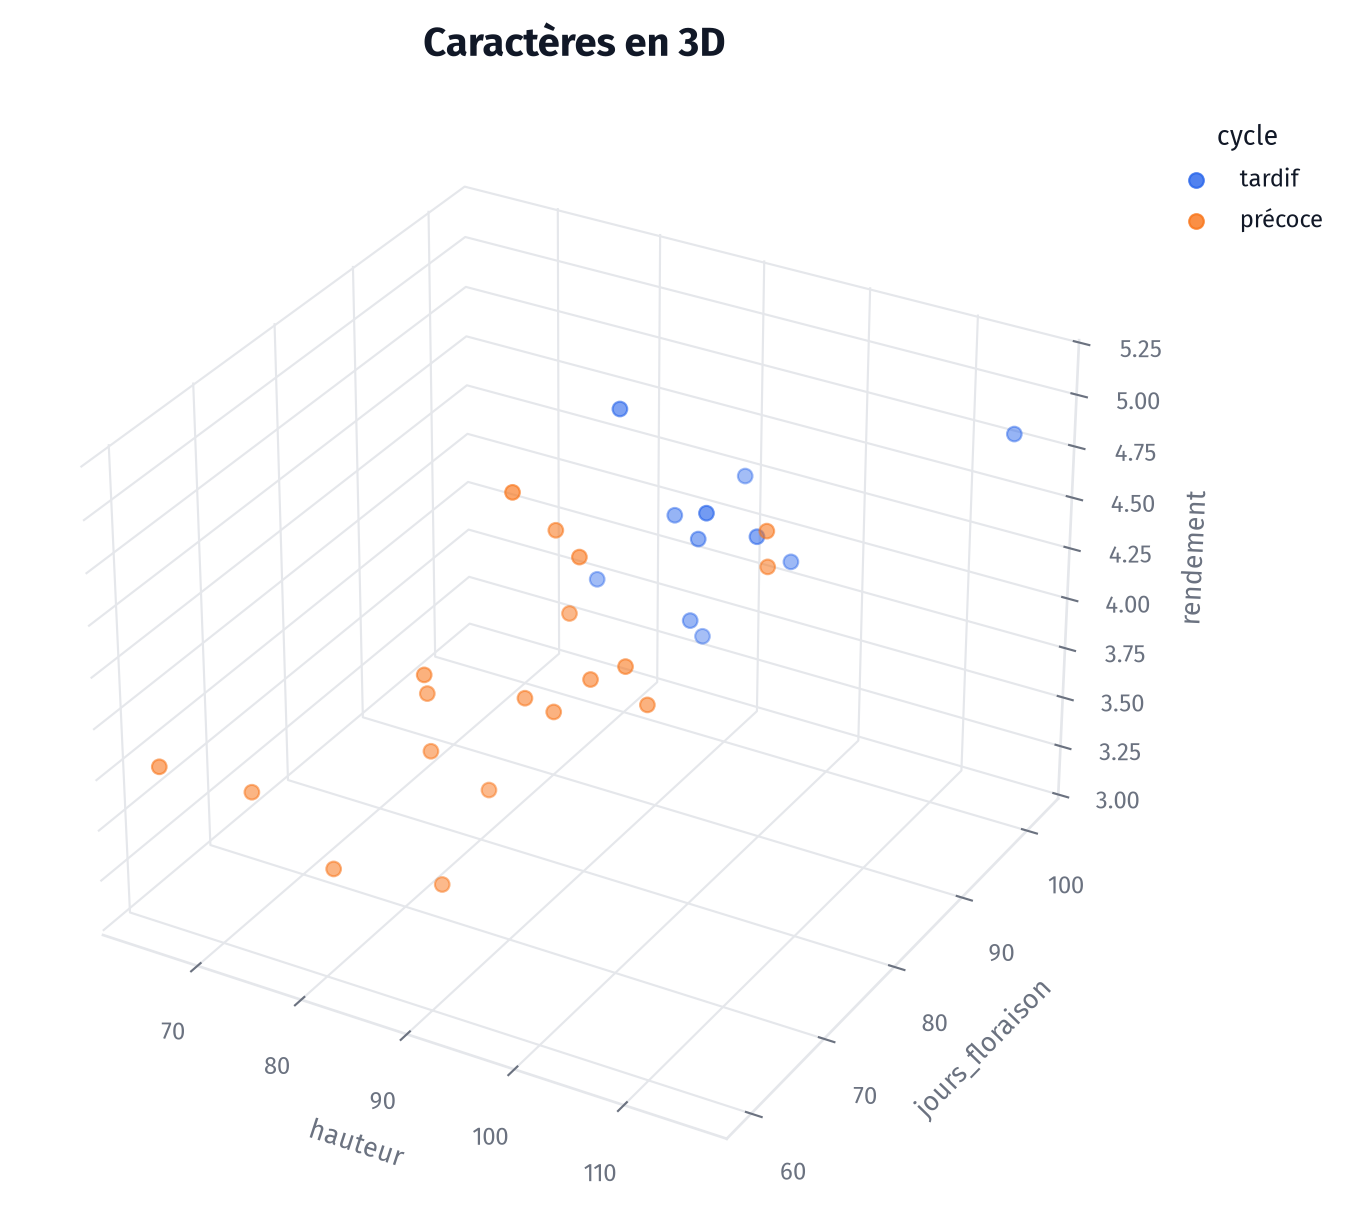 Caractères en 3D
cycle
tardif
précoce
5.25
5.00
4.75
4.50
4.25
4.00
3.75
3.50
3.25
3.00
rendement
100
90
80
70
60
jours_floraison
70
80
90
100
110
hauteur